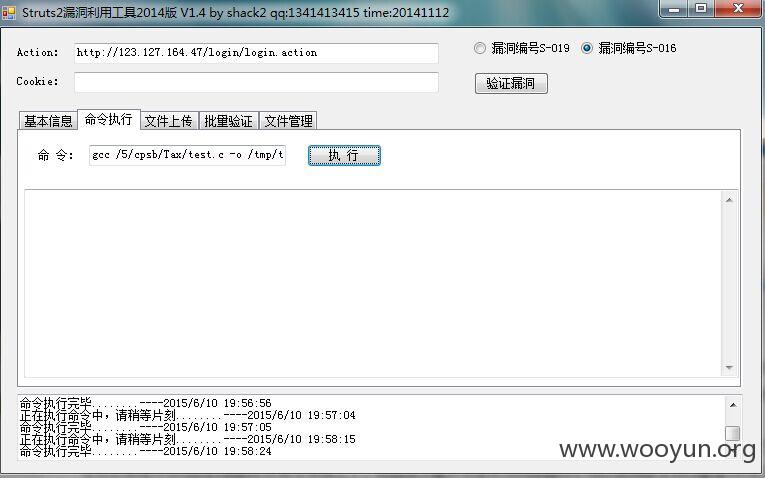 Struts2漏洞利用工具2014版 V1.4 by shack2 qq:1341413415 time:20141112
Action: http://123.127.164.47/login/login.action 漏洞编号S-019 漏洞编号S-016
Cookie: 验证漏洞
基本信息 命令执行 文件上传 批量验证 文件管理
命 令: gcc /5/cpsb/Tax/test.c -o /tmp/t 执 行
命令执行完毕........----2015/6/10 19:56:56
正在执行命令中，请稍等片刻........----2015/6/10 19:57:04
命令执行完毕........----2015/6/10 19:57:05
正在执行命令中，请稍等片刻........----2015/6/10 19:58:15
命令执行完毕........----2015/6/10 19:58:24
www.wooyun.org